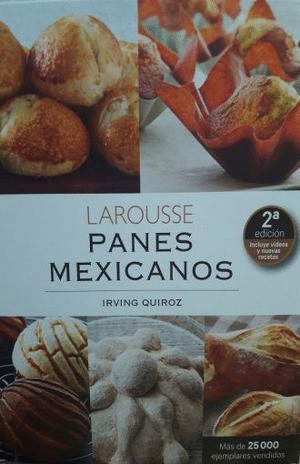 LAROUSSE
PANES
MEXICANOS
IRVING QUIROZ
2ª
edición
Incluye videos
y nuevas
recetas
Más de 25 000
ejemplares vendidos